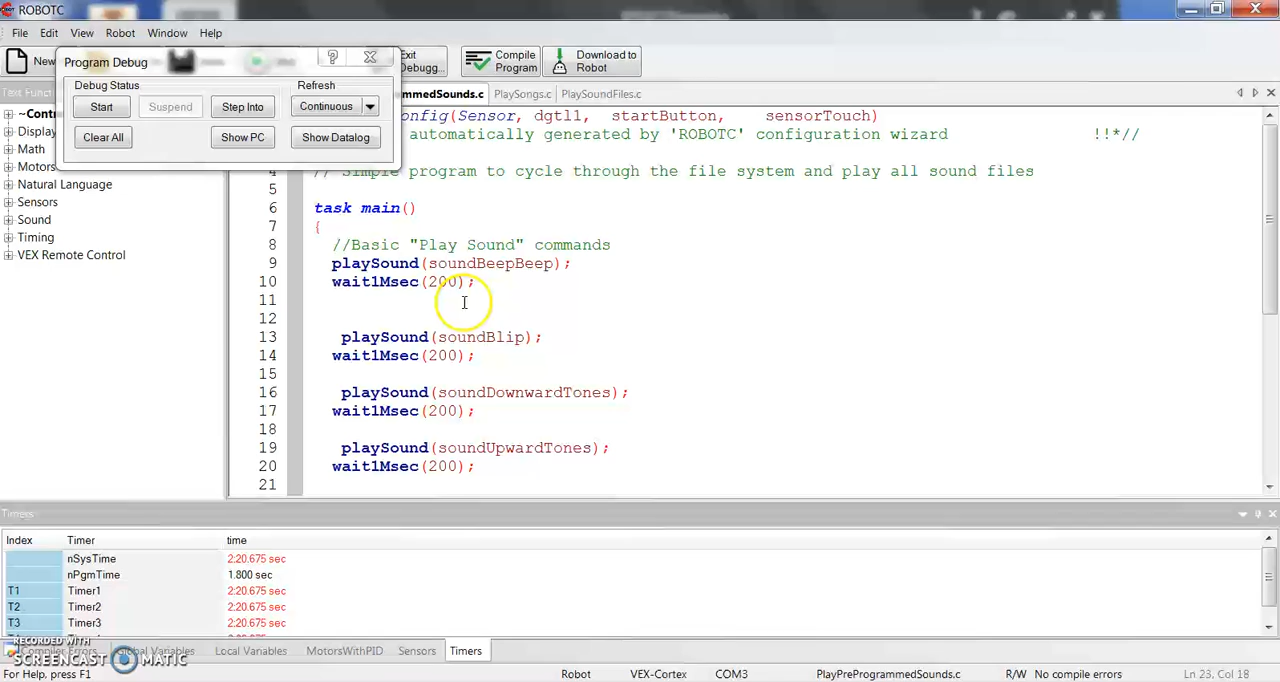 ROBOTC
File Edit View Robot Window Help
New
Exit
Debugg...
Compile
Program
Download to
Robot
Program Debug
Debug Status
Refresh
Start Suspend Step Into Continuous
Clear All Show PC Show Datalog
mmedSounds.c PlaySongs.c PlaySoundFiles.c
Text Func
~Contr
Display
Math
Motors
Natural Language
Sensors
Sound
Timing
VEX Remote Control
onfig(Sensor, dgtl1, startButton, sensorTouch)
automatically generated by 'ROBOTC' configuration wizard !!*//
4 // Simple program to cycle through the file system and play all sound files
5
6 task main()
7 {
8 //Basic "Play Sound" commands
9 playSound(soundBeepBeep);
10 wait1Msec(200);
11
12
13 playSound(soundBlip);
14 wait1Msec(200);
15
16 playSound(soundDownwardTones);
17 wait1Msec(200);
18
19 playSound(soundUpwardTones);
20 wait1Msec(200);
21
Timers
Index Timer time
nSysTime 2:20.675 sec
nPgmTime 1.800 sec
T1 Timer1 2:20.675 sec
T2 Timer2 2:20.675 sec
T3 Timer3 2:20.675 sec
Compiler Errors Global Variables Local Variables MotorsWithPID Sensors Timers
RECORDED WITH
SCREENCAST MATIC
For Help, press F1 Robot VEX-Cortex COM3 PlayPreProgrammedSounds.c R/W No compile errors Ln 23, Col 18